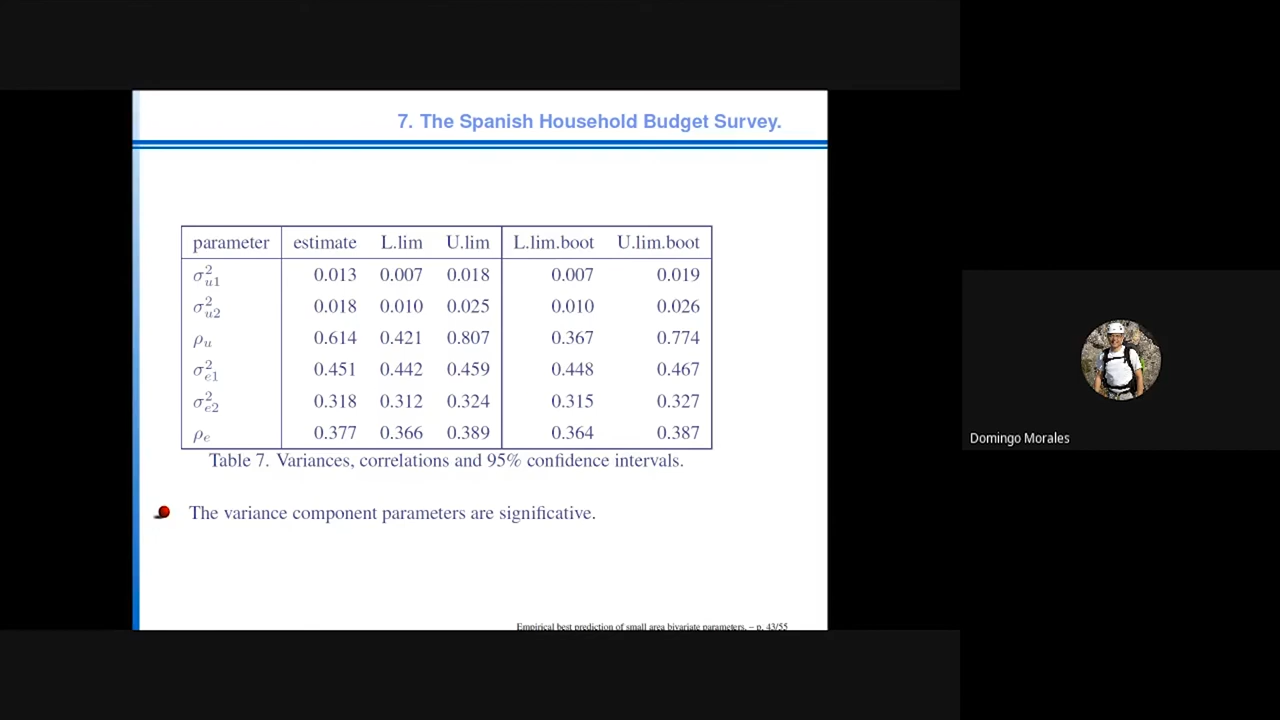 7. The Spanish Household Budget Survey.
parameter estimate L.lim U.lim L.lim.boot U.lim.boot
σ²u1 0.013 0.007 0.018 0.007 0.019
σ²u2 0.018 0.010 0.025 0.010 0.026
ρu 0.614 0.421 0.807 0.367 0.774
σ²e1 0.451 0.442 0.459 0.448 0.467
σ²e2 0.318 0.312 0.324 0.315 0.327
ρe 0.377 0.366 0.389 0.364 0.387
Table 7. Variances, correlations and 95% confidence intervals.
The variance component parameters are significative.
Empirical best prediction of small area bivariate parameters, – p. 43/55
Domingo Morales